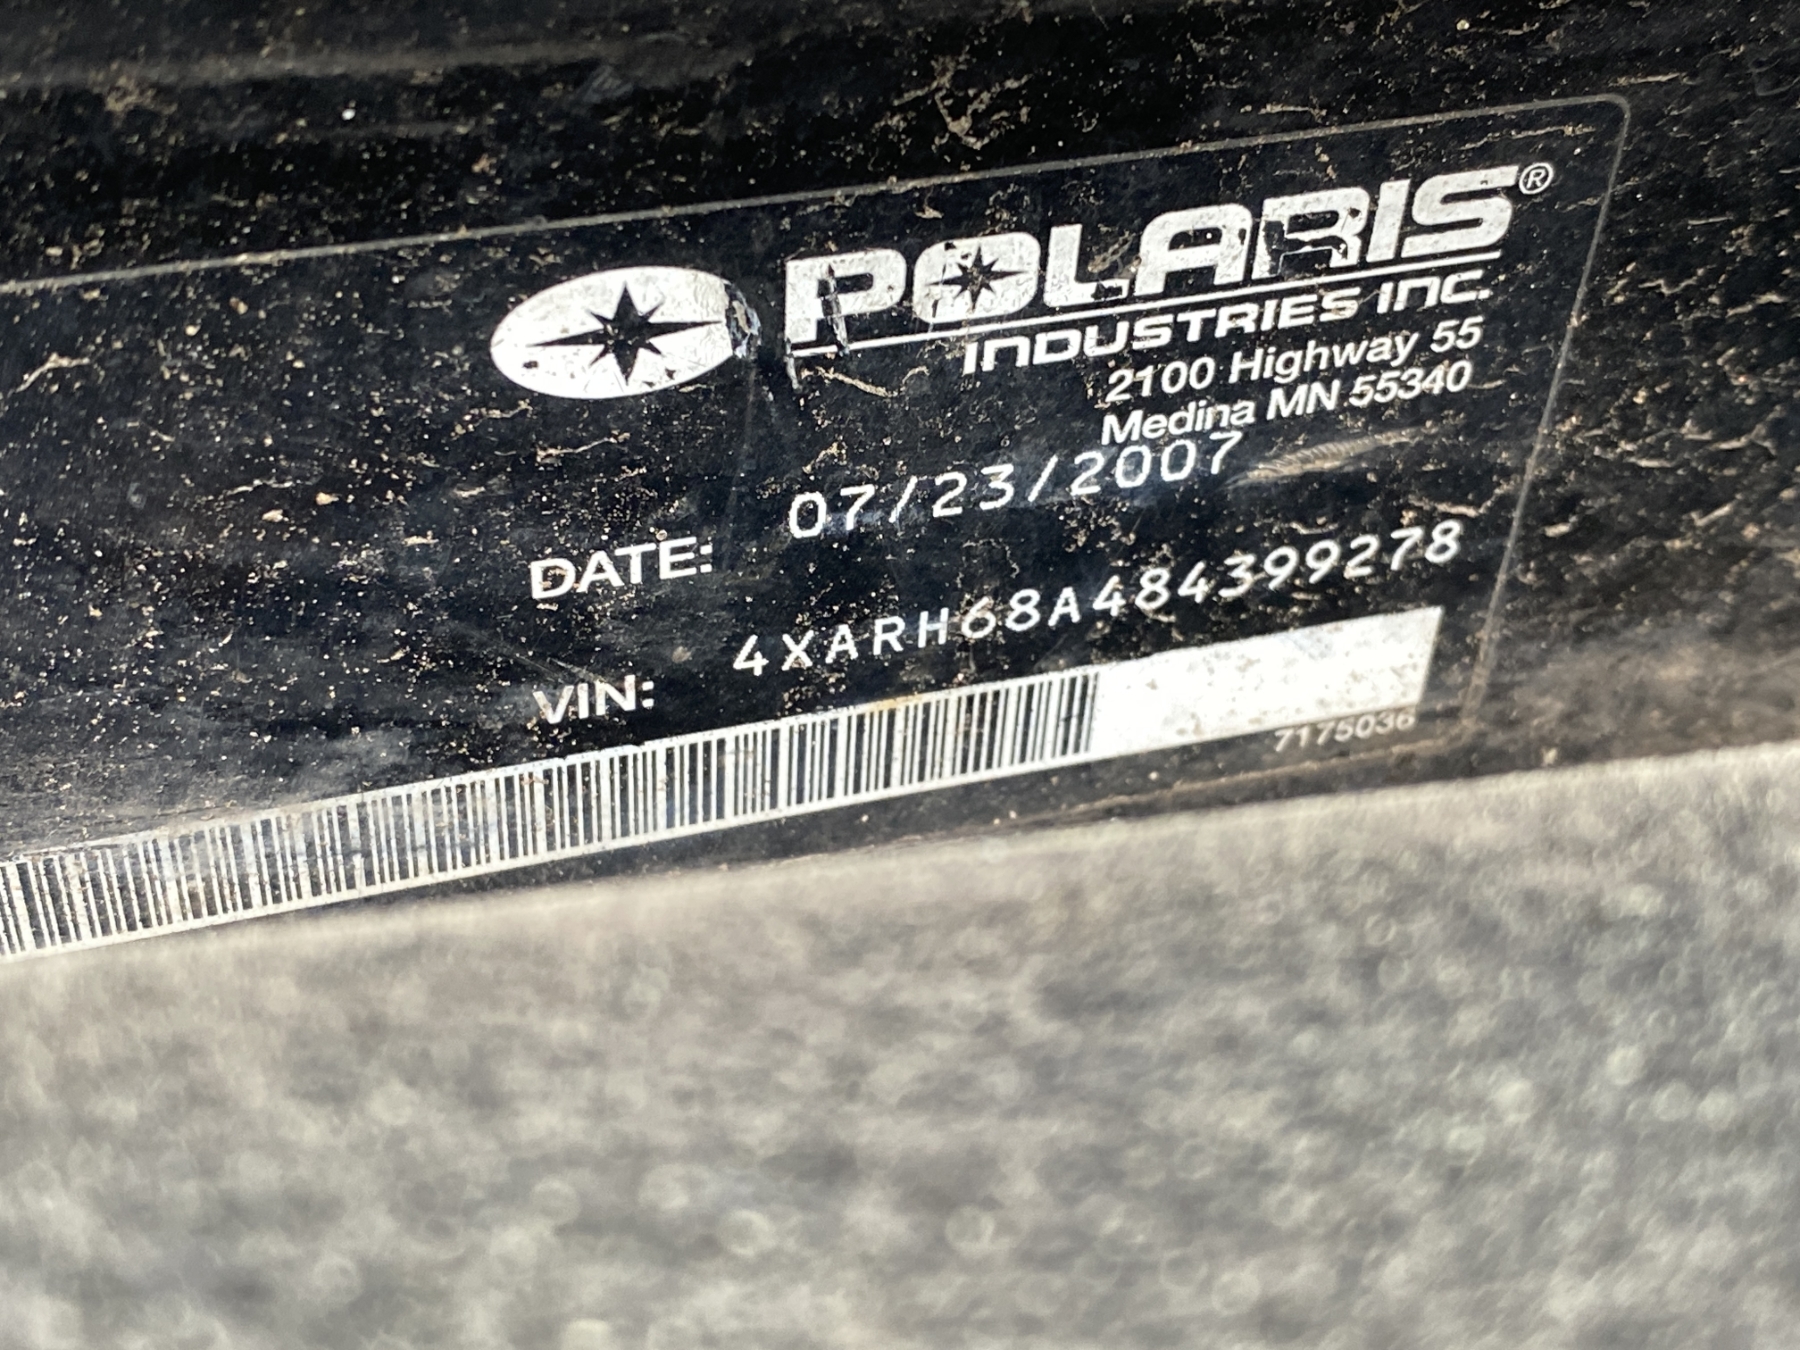 POLARIS®
INDUSTRIES INC.
2100 Highway 55
Medina MN 55340
DATE: 07/23/2007
VIN: 4XARH68A484399278
7175036